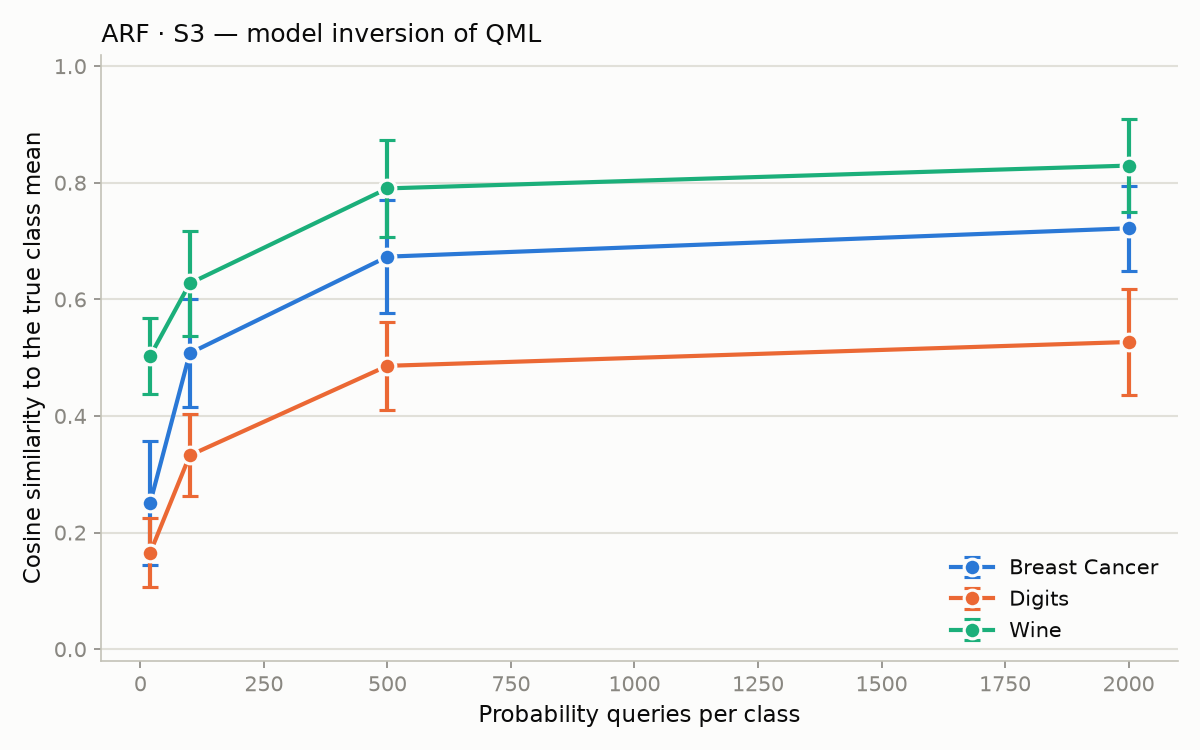 ARF · S3 — model inversion of QML
Cosine similarity to the true class mean
1.0
0.8
0.6
0.4
0.2
0.0
Breast Cancer
Digits
Wine
0 250 500 750 1000 1250 1500 1750 2000
Probability queries per class